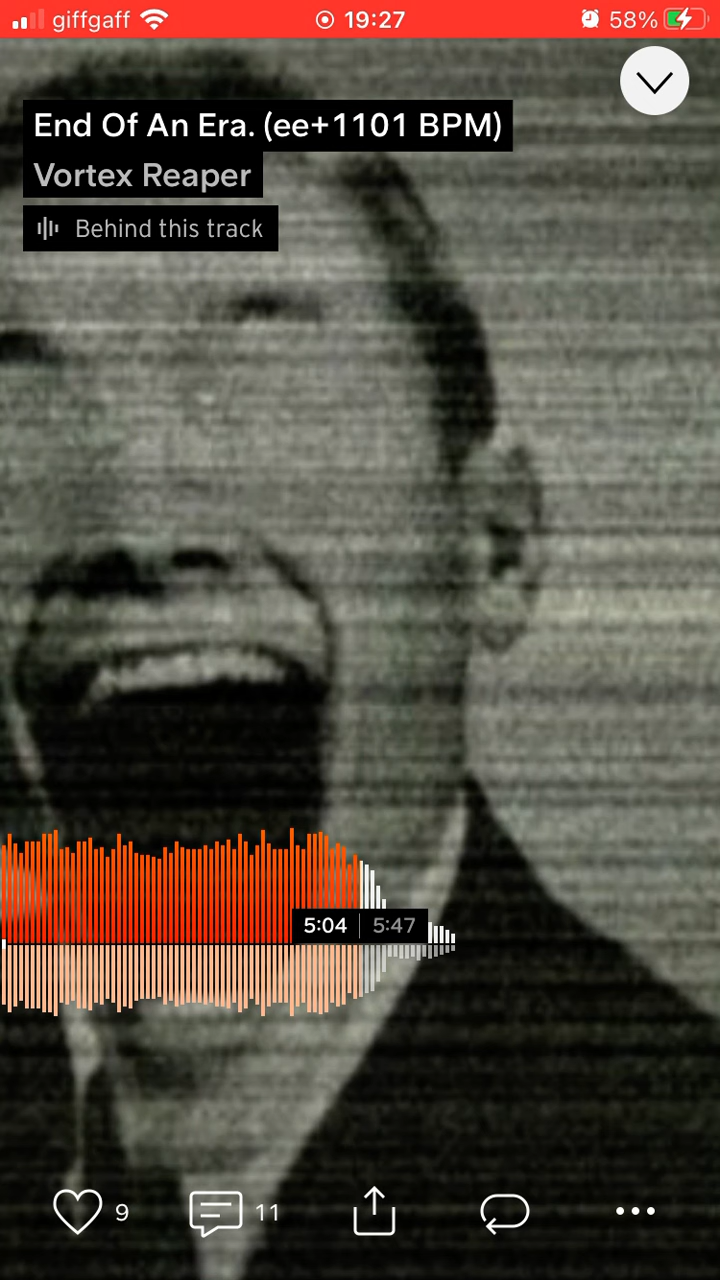 giffgaff 19:27 58%
End Of An Era. (ee+1101 BPM)
Vortex Reaper
Behind this track
5:04 5:47
9 11